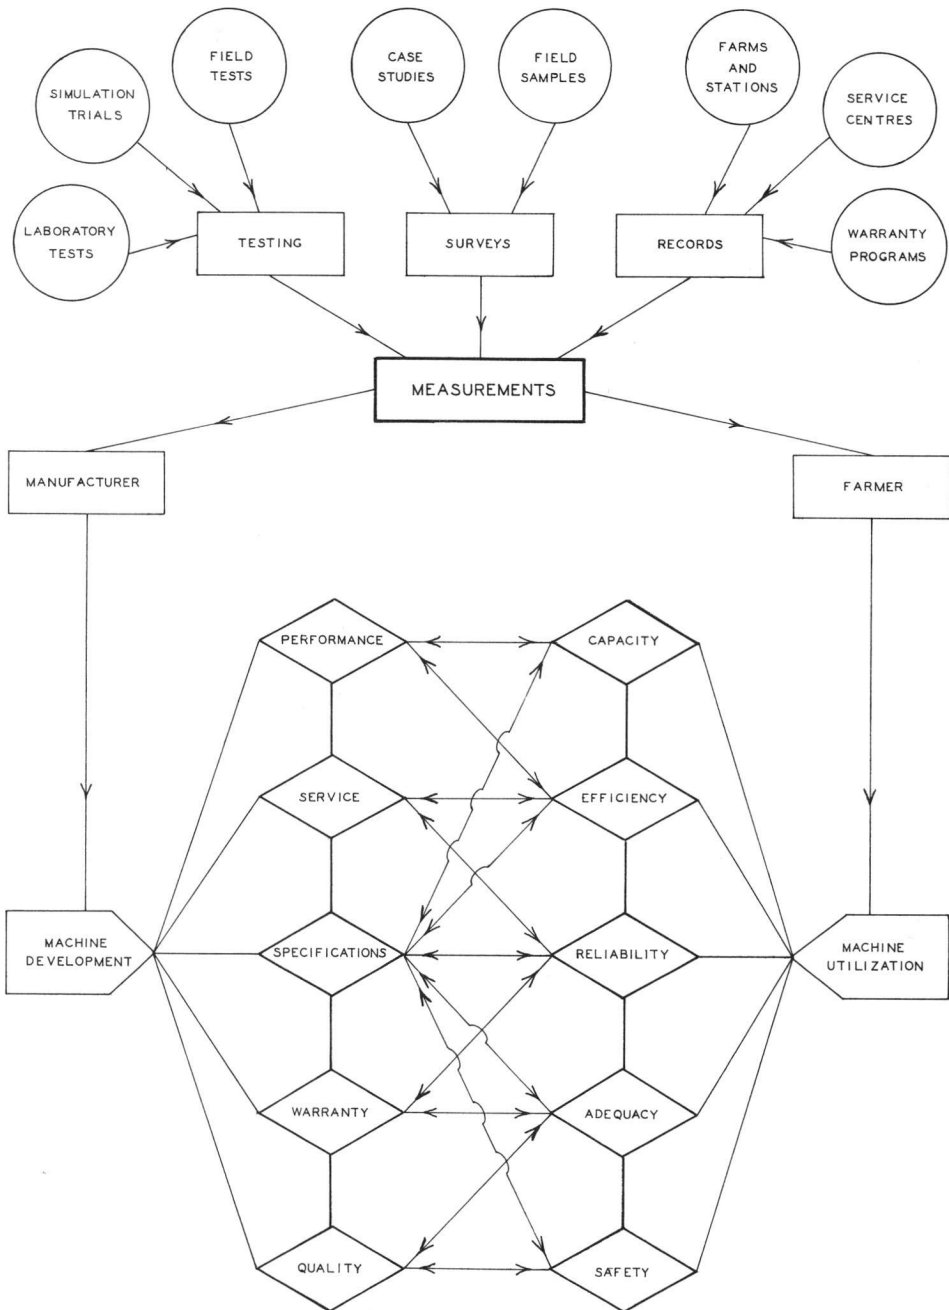 FIELD
TESTS
CASE
STUDIES
FIELD
SAMPLES
FARMS
AND
STATIONS
SIMULATION
TRIALS
SERVICE
CENTRES
LABORATORY
TESTS
TESTING
SURVEYS
RECORDS
WARRANTY
PROGRAMS
MEASUREMENTS
MANUFACTURER
FARMER
PERFORMANCE
CAPACITY
SERVICE
EFFICIENCY
MACHINE
DEVELOPMENT
SPECIFICATIONS
RELIABILITY
MACHINE
UTILIZATION
WARRANTY
ADEQUACY
QUALITY
SAFETY